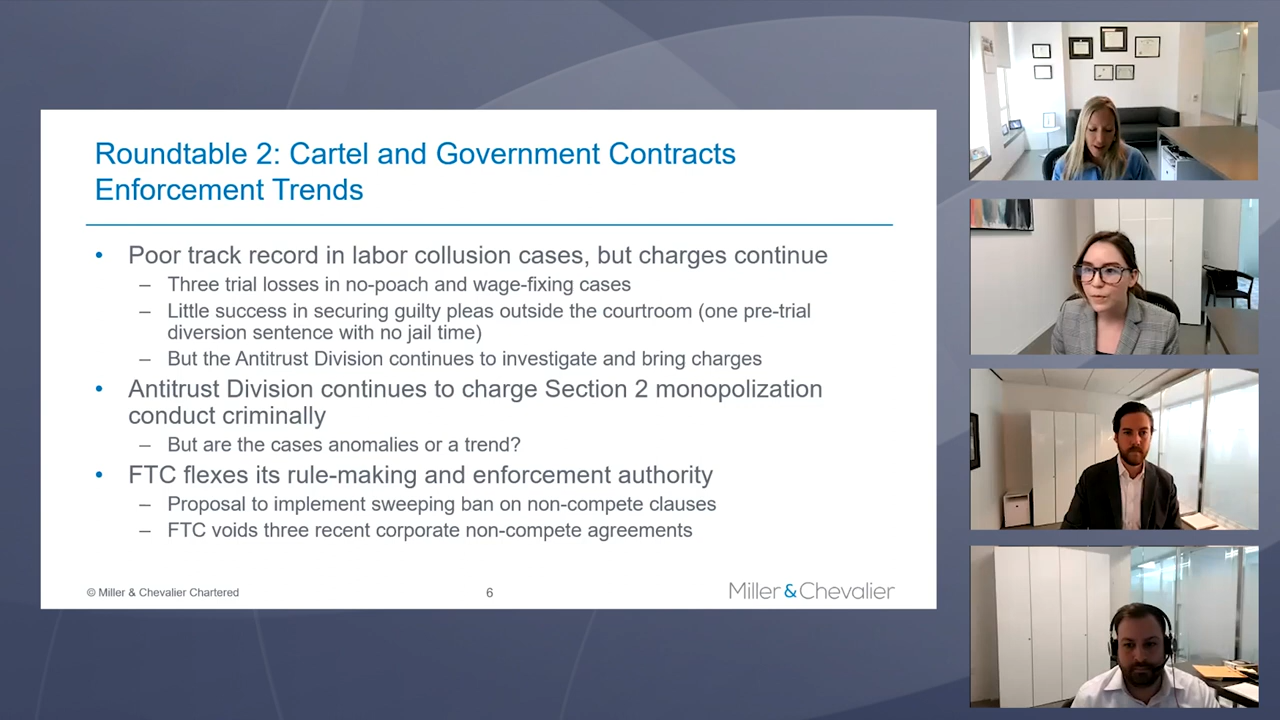 Roundtable 2: Cartel and Government Contracts
Enforcement Trends
• Poor track record in labor collusion cases, but charges continue
– Three trial losses in no-poach and wage-fixing cases
– Little success in securing guilty pleas outside the courtroom (one pre-trial
diversion sentence with no jail time)
– But the Antitrust Division continues to investigate and bring charges
• Antitrust Division continues to charge Section 2 monopolization
conduct criminally
– But are the cases anomalies or a trend?
• FTC flexes its rule-making and enforcement authority
– Proposal to implement sweeping ban on non-compete clauses
– FTC voids three recent corporate non-compete agreements
© Miller & Chevalier Chartered
6
Miller&Chevalier